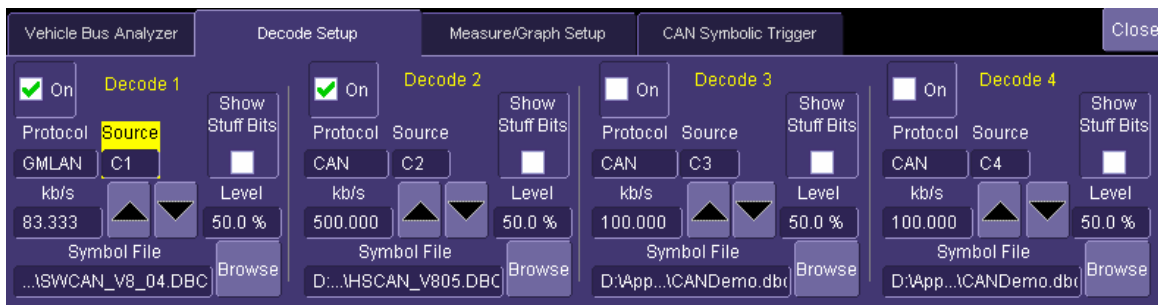 Vehicle Bus Analyzer
Decode Setup
Measure/Graph Setup
CAN Symbolic Trigger
Close
On
Decode 1
Show
Stuff Bits
Protocol
Source
GMLAN
C1
kb/s
Level
83.333
50.0 %
Symbol File
...\SWCAN_V8_04.DBC
Browse
On
Decode 2
Show
Stuff Bits
Protocol
Source
CAN
C2
kb/s
Level
500.000
50.0 %
Symbol File
D:...\HSCAN_V805.DBC
Browse
On
Decode 3
Show
Stuff Bits
Protocol
Source
CAN
C3
kb/s
Level
100.000
50.0 %
Symbol File
D:\App...\CANDemo.dbc
Browse
On
Decode 4
Show
Stuff Bits
Protocol
Source
CAN
C4
kb/s
Level
100.000
50.0 %
Symbol File
D:\App...\CANDemo.dbc
Browse